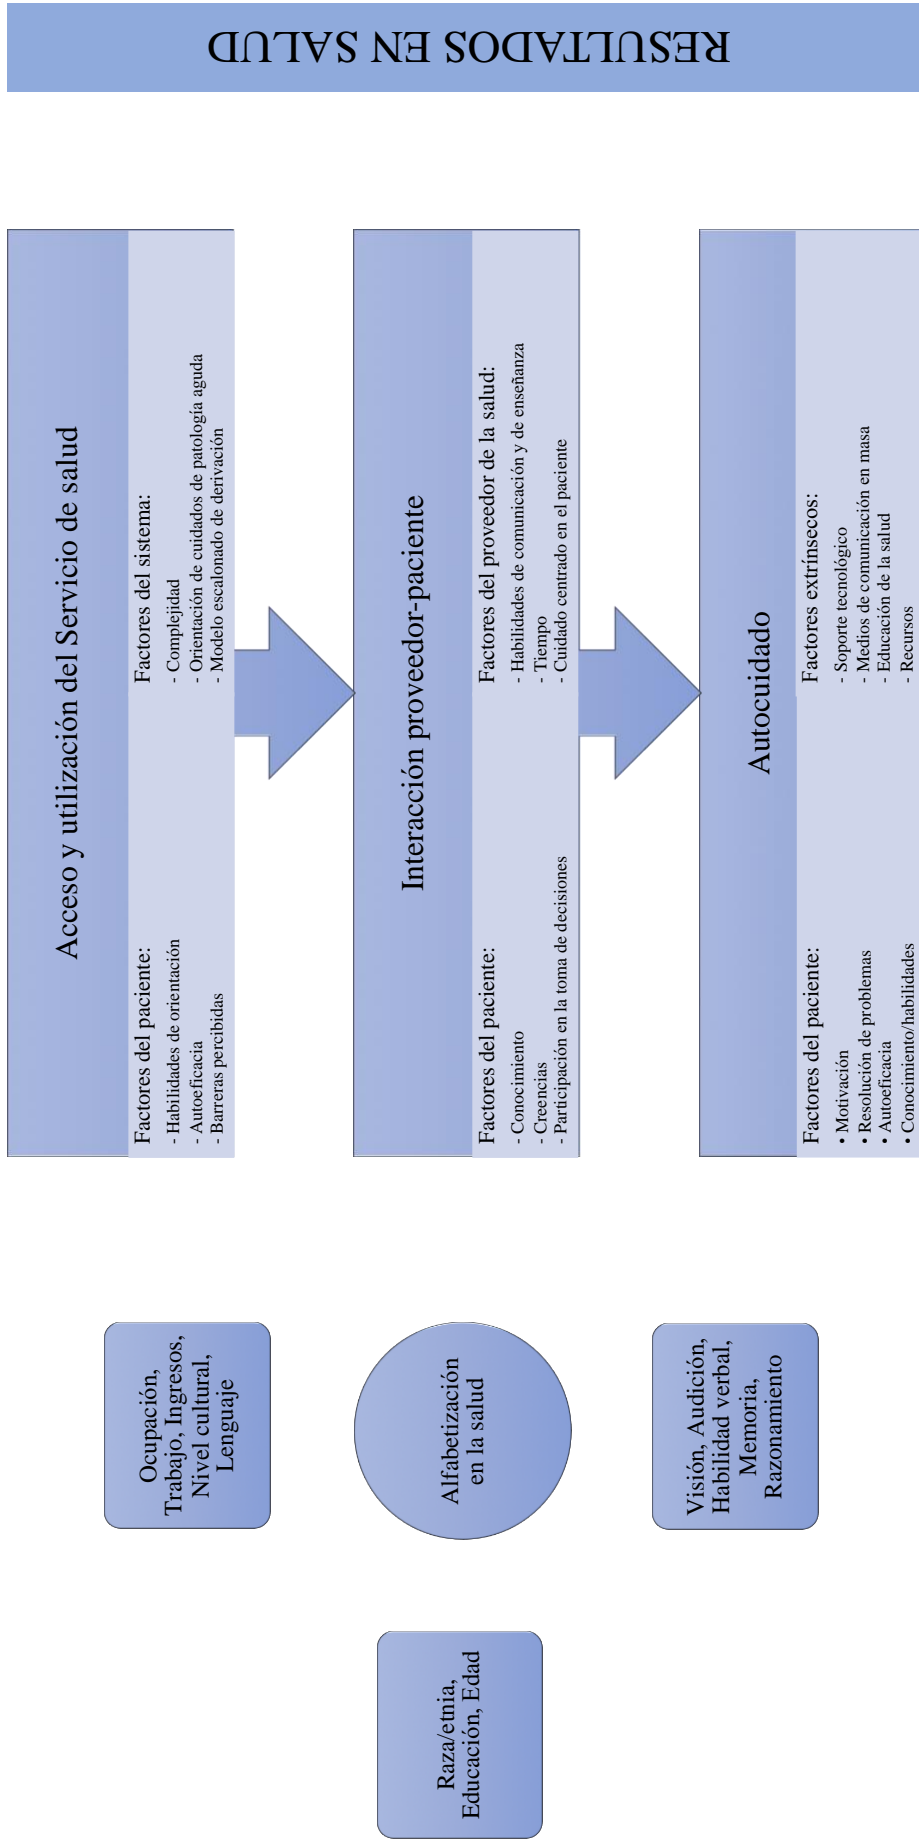 Raza/etnia,
Educación, Edad
Ocupación,
Trabajo, Ingresos,
Nivel cultural,
Lenguaje
Alfabetización
en la salud
Visión, Audición,
Habilidad verbal,
Memoria,
Razonamiento
Acceso y utilización del Servicio de salud
Factores del paciente:
- Habilidades de orientación
- Autoeficacia
- Barreras percibidas
Factores del sistema:
- Complejidad
- Orientación de cuidados de patología aguda
- Modelo escalonado de derivación
Interacción proveedor-paciente
Factores del paciente:
- Conocimiento
- Creencias
- Participación en la toma de decisiones
Factores del proveedor de la salud:
- Habilidades de comunicación y de enseñanza
- Tiempo
- Cuidado centrado en el paciente
Autocuidado
Factores del paciente:
• Motivación
• Resolución de problemas
• Autoeficacia
• Conocimiento/habilidades
Factores extrínsecos:
- Soporte tecnológico
- Medios de comunicación en masa
- Educación de la salud
- Recursos
RESULTADOS EN SALUD